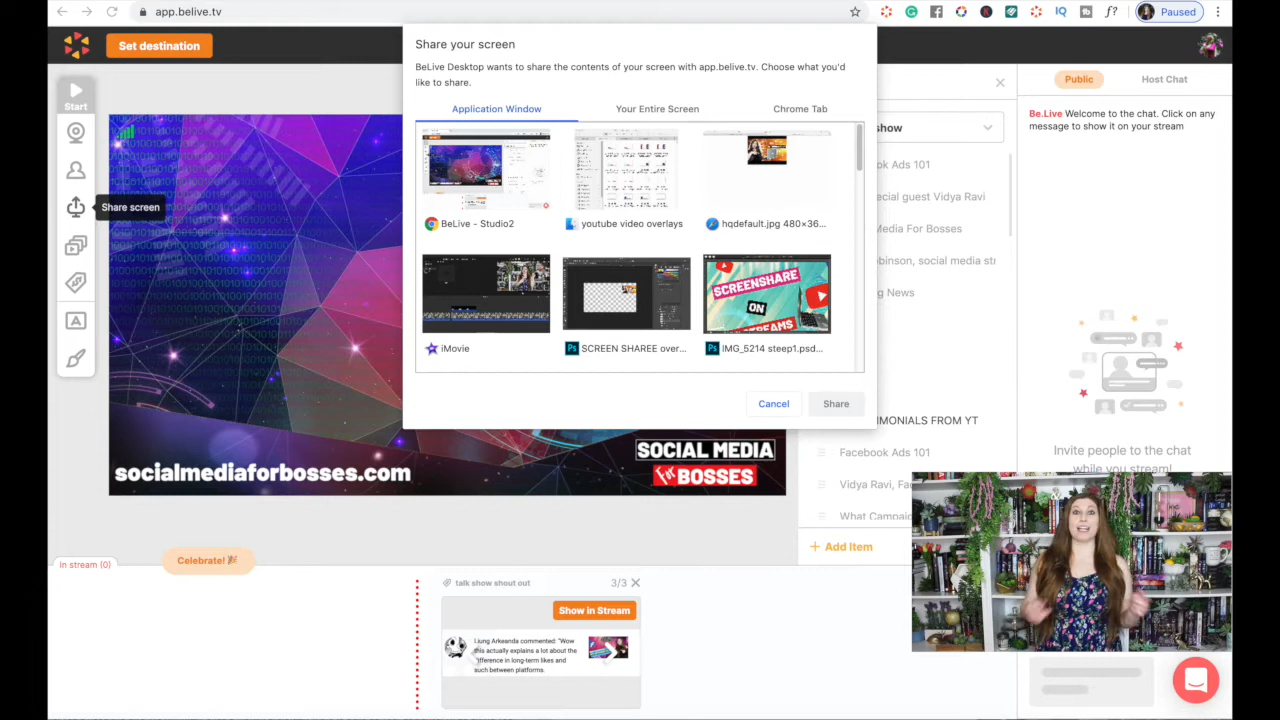 app.belive.tv
Paused
Set destination
Share your screen
BeLive Desktop wants to share the contents of your screen with app.belive.tv. Choose what you'd
like to share.
Application Window
Your Entire Screen
Chrome Tab
BeLive - Studio2
youtube video overlays
hqdefault.jpg 480×36...
SCREENSHARE
ON
STREAMS
iMovie
SCREEN SHAREE over...
IMG_5214 steep1.psd...
Cancel
Share
Start
Share screen
socialmediaforbosses.com
SOCIAL MEDIA
For BOSSES
show
ebook Ads 101
ecial guest Vidya Ravi
Media For Bosses
obinson, social media str
g News
IMONIALS FROM YT
Facebook Ads 101
Vidya Ravi, Fa
What Campai
+ Add Item
Public
Host Chat
Be.Live Welcome to the chat. Click on any
message to show it on your stream
Invite people to the chat
while you stream!
In stream (0)
Celebrate!
talk show shout out
3/3
Show in Stream
Ljung Arkeanda commented: "Wow
this actually explains a lot about the
difference in long-term likes and
such between platforms.